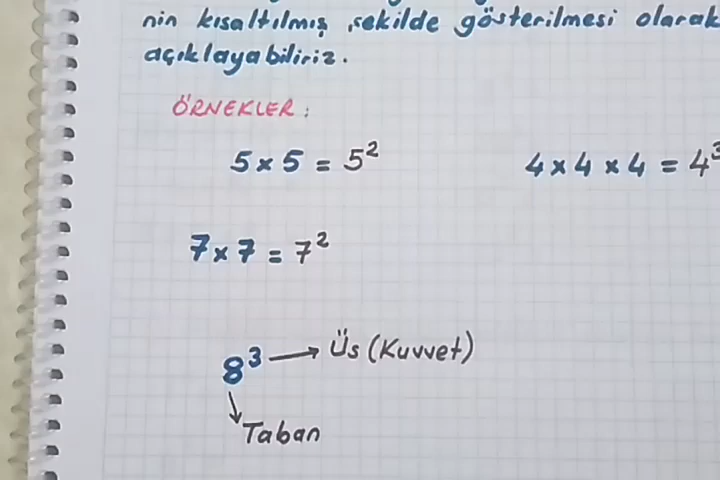 nin kısaltılmış şekilde gösterilmesi olarak
açıklayabiliriz.
ÖRNEKLER:
5 x 5 = 5² 4 x 4 x 4 = 4³
7 x 7 = 7²
8³ → Üs (Kuvvet)
↓
Taban